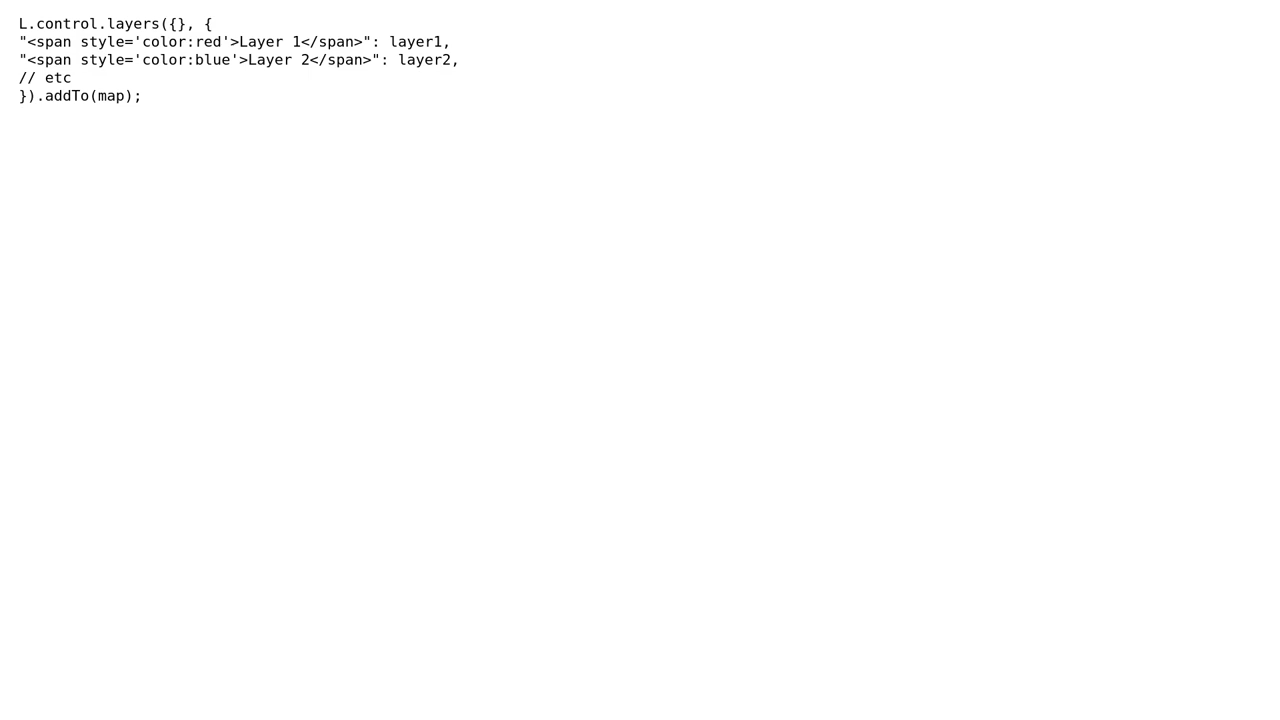 L.control.layers({}, {
"<span style='color:red'>Layer 1</span>": layer1,
"<span style='color:blue'>Layer 2</span>": layer2,
// etc
}).addTo(map);